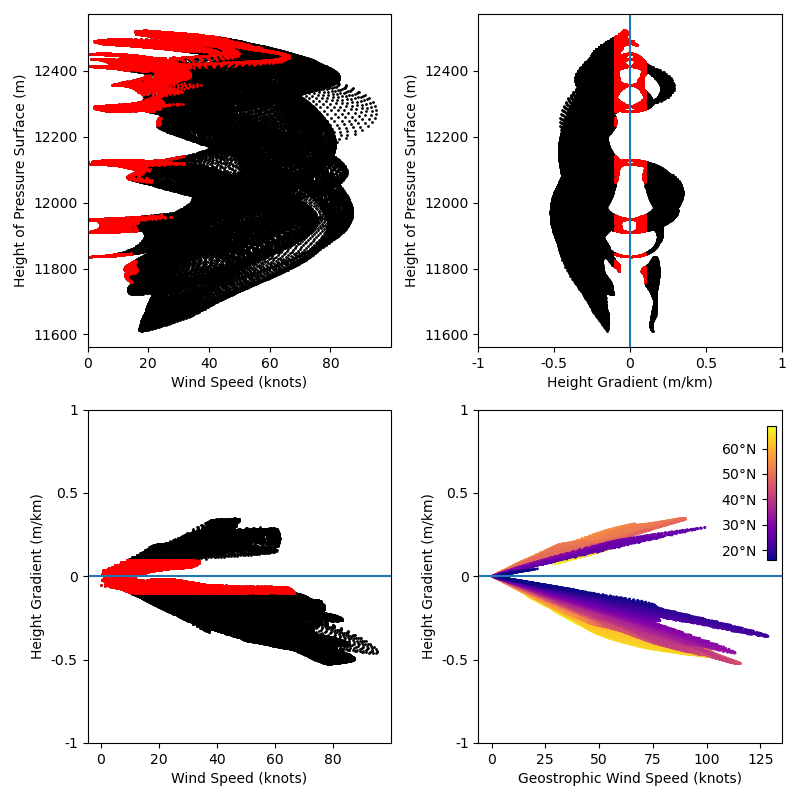 Height of Pressure Surface (m)
12400
12200
12000
11800
11600
0 20 40 60 80
Wind Speed (knots)
Height of Pressure Surface (m)
12400
12200
12000
11800
11600
-1 -0.5 0 0.5 1
Height Gradient (m/km)
Height Gradient (m/km)
1
0.5
0
-0.5
-1
0 20 40 60 80
Wind Speed (knots)
Height Gradient (m/km)
1
0.5
0
-0.5
-1
0 25 50 75 100 125
Geostrophic Wind Speed (knots)
60°N
50°N
40°N
30°N
20°N